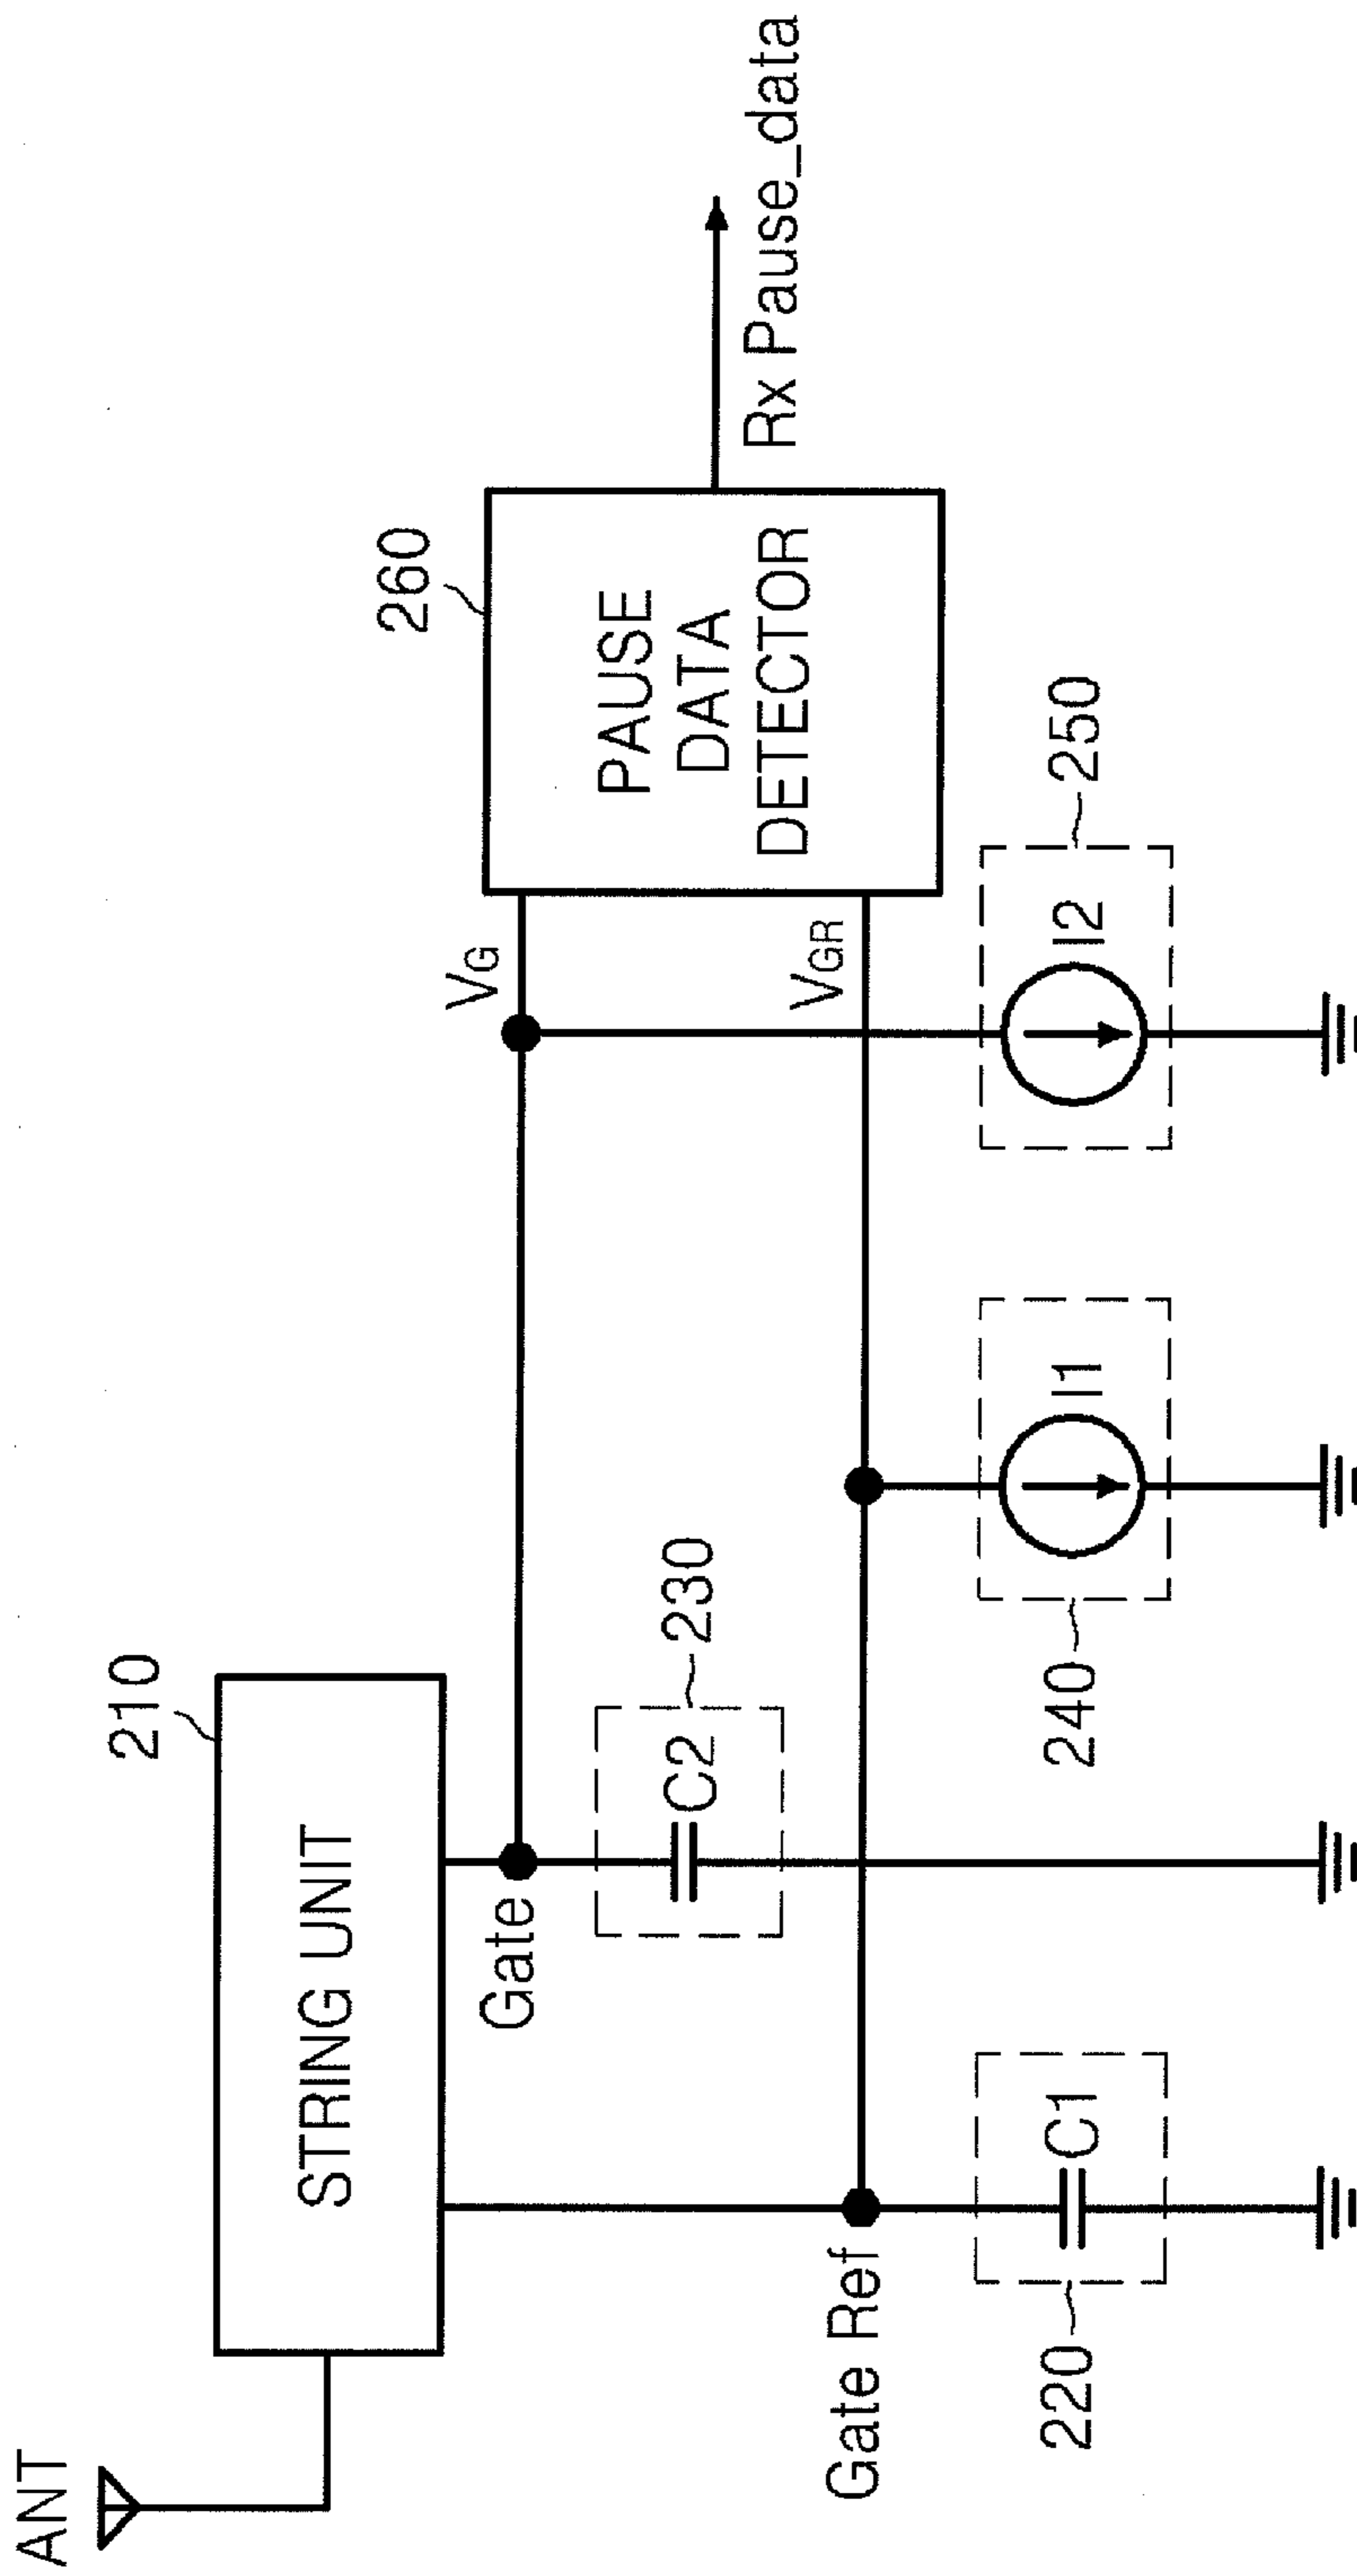 ANT
210
STRING UNIT
Gate
C2
230
Gate Ref
220
C1
240
I1
I2
250
VG
VGR
260
PAUSE
DATA
DETECTOR
Rx Pause_data